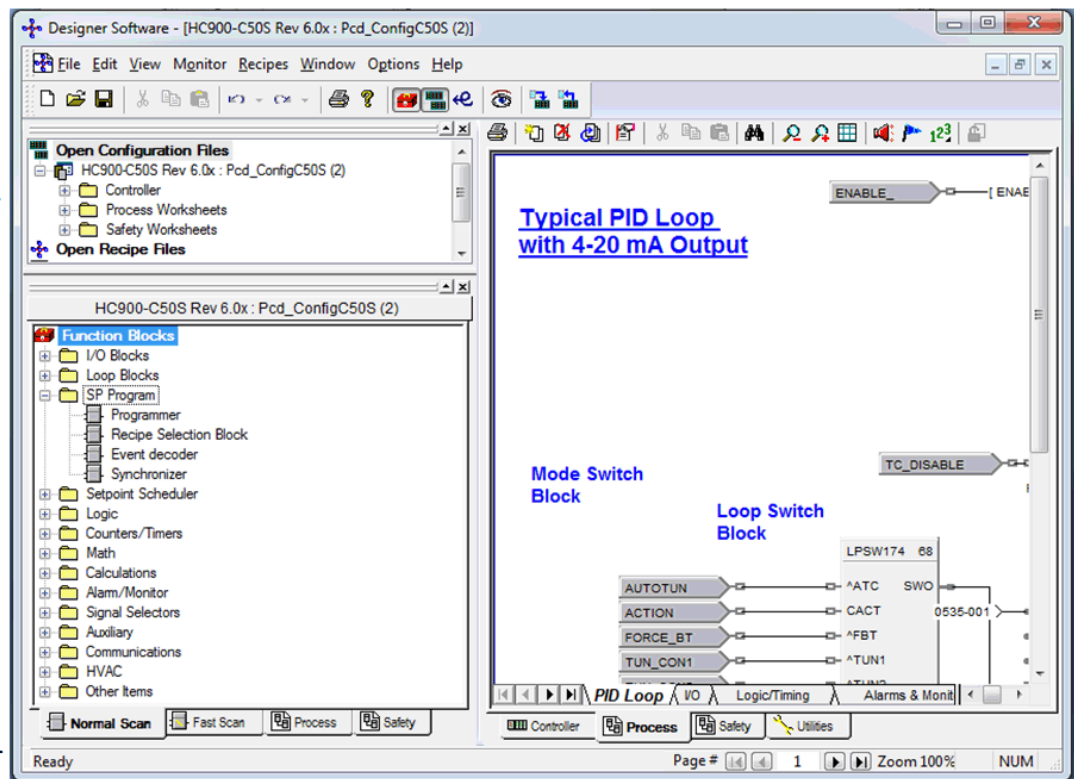 Designer Software - [HC900-C50S Rev 6.0x : Pcd_ConfigC50S (2)]
File Edit View Monitor Recipes Window Options Help
Open Configuration Files
HC900-C50S Rev 6.0x : Pcd_ConfigC50S (2)
Controller
Process Worksheets
Safety Worksheets
Open Recipe Files
HC900-C50S Rev 6.0x : Pcd_ConfigC50S (2)
Function Blocks
I/O Blocks
Loop Blocks
SP Program
Programmer
Recipe Selection Block
Event decoder
Synchronizer
Setpoint Scheduler
Logic
Counters/Timers
Math
Calculations
Alarm/Monitor
Signal Selectors
Auxiliary
Communications
HVAC
Other Items
Normal Scan Fast Scan Process Safety
123
ENABLE_ [ ENAE
Typical PID Loop
with 4-20 mA Output
TC_DISABLE
Mode Switch
Block
Loop Switch
Block
LPSW174 68
AUTOTUN ^ATC SWO
ACTION CACT 0535-001
FORCE_BT ^FBT
TUN_CON1 ^TUN1
^TUN2
PID Loop I/O Logic/Timing Alarms & Monit
Controller Process Safety Utilities
Ready Page # 1 Zoom 100% NUM